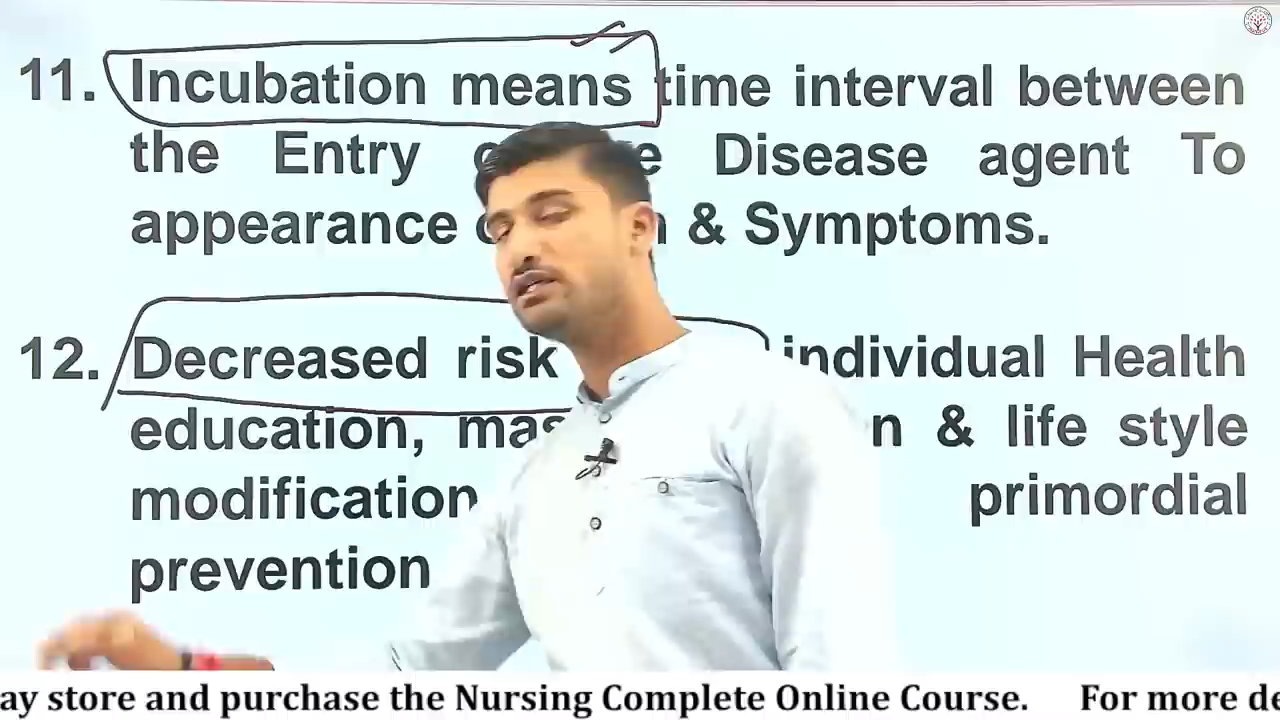 11. Incubation means time interval between
the Entry Disease agent To
appearance & Symptoms.
12. Decreased risk individual Health
education, & life style
modification primordial
prevention
ay store and purchase the Nursing Complete Online Course. For more de